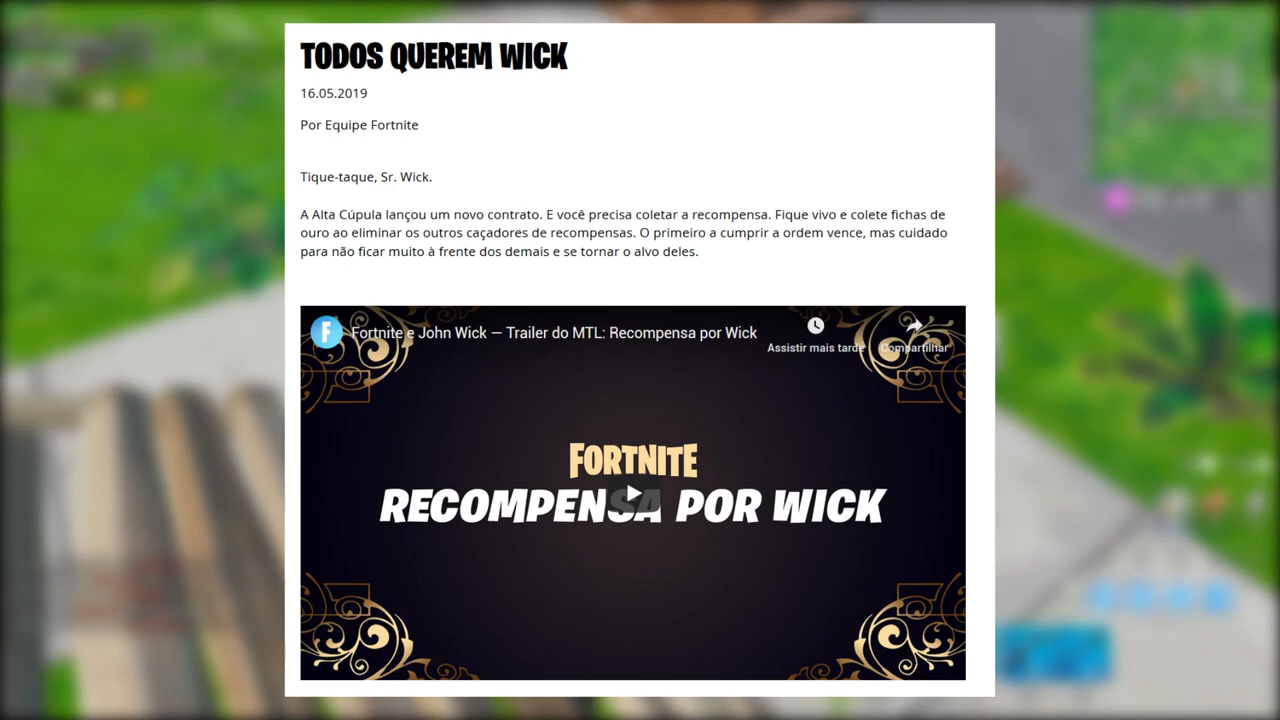 TODOS QUEREM WICK
16.05.2019
Por Equipe Fortnite
Tique-taque, Sr. Wick.
A Alta Cúpula lançou um novo contrato. E você precisa coletar a recompensa. Fique vivo e colete fichas de
ouro ao eliminar os outros caçadores de recompensas. O primeiro a cumprir a ordem vence, mas cuidado
para não ficar muito à frente dos demais e se tornar o alvo deles.
F
Fortnite e John Wick — Trailer do MTL: Recompensa por Wick
Assistir mais tarde
Compartilhar
FORTNITE
RECOMPENSA POR WICK